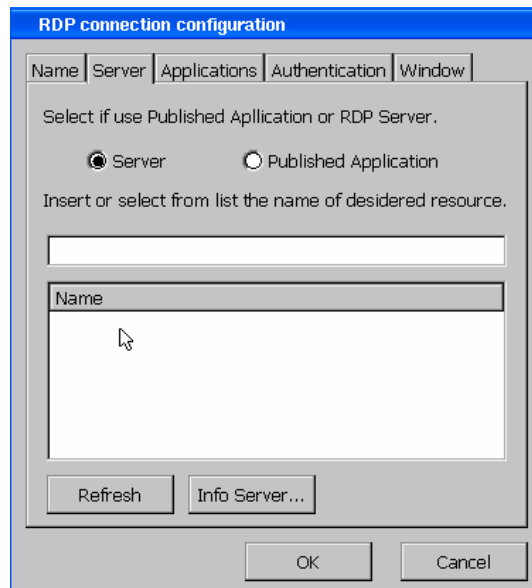 RDP connection configuration
Name Server Applications Authentication Window
Select if use Published Apllication or RDP Server.
Server Published Application
Insert or select from list the name of desidered resource.
Name
Refresh Info Server...
OK Cancel